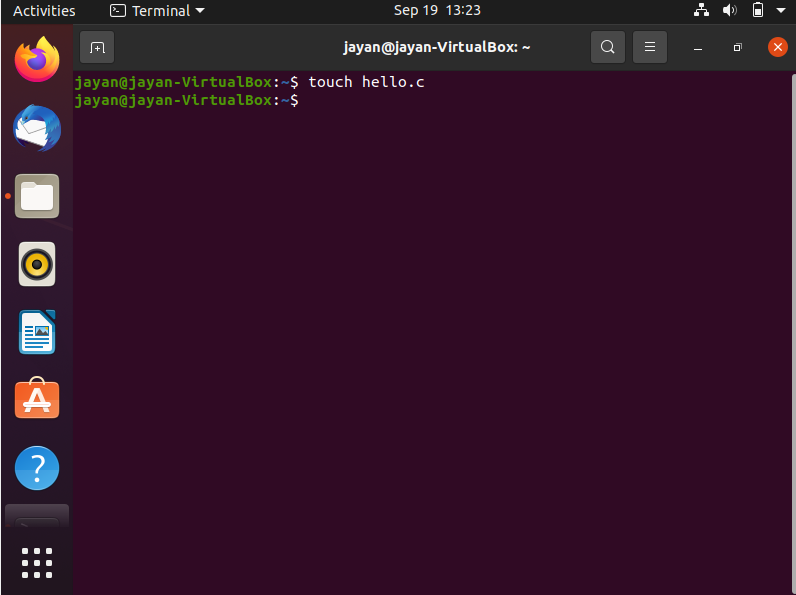 Activities Terminal Sep 19 13:23
jayan@jayan-VirtualBox: ~
jayan@jayan-VirtualBox:~$ touch hello.c
jayan@jayan-VirtualBox:~$